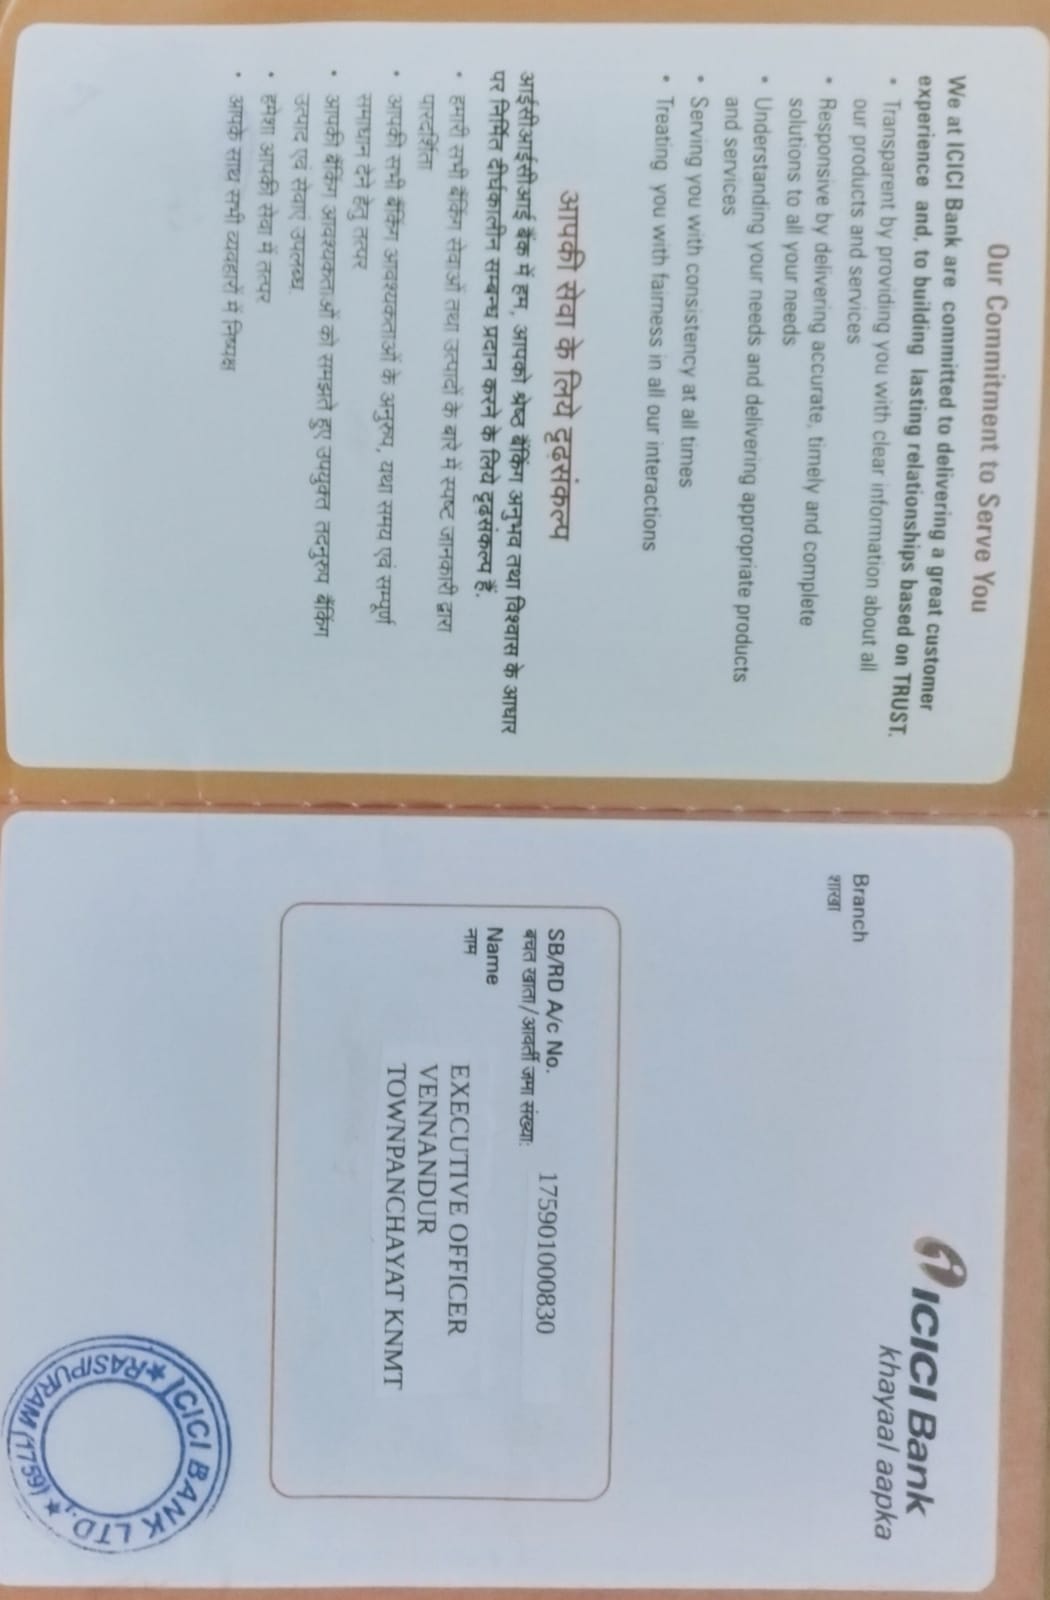 Our Commitment to Serve You
We at ICICI Bank are committed to delivering a great customer
experience and, to building lasting relationships based on TRUST.
• Transparent by providing you with clear information about all
our products and services
• Responsive by delivering accurate, timely and complete
solutions to all your needs
• Understanding your needs and delivering appropriate products
and services
• Serving you with consistency at all times
• Treating you with fairness in all our interactions
आपकी सेवा के लिये दृढ़संकल्प
आईसीआईसीआई बैंक में हम, आपको श्रेष्ठ बैंकिंग अनुभव तथा विश्वास के आधार
पर निर्मित दीर्घकालीन सम्बन्ध प्रदान करने के लिये दृढ़संकल्प हैं.
• हमारी सभी बैंकिंग सेवाओं तथा उत्पादों के बारे में स्पष्ट जानकारी द्वारा
पारदर्शिता
• आपकी सभी बैंकिंग आवश्यकताओं के अनुरुप, यथा समय एवं सम्पूर्ण
समाधान देने हेतु तत्पर
• आपकी बैंकिंग आवश्यकताओं को समझते हुए उपयुक्त तदनुरुप बैंकिंग
उत्पाद एवं सेवाएं उपलब्ध.
• हमेशा आपकी सेवा में तत्पर
• आपके साथ सभी व्यवहारों में निष्पक्ष
ICICI Bank
khayaal aapka
Branch
शाखा
SB/RD A/c No.
बचत खाता/आवर्ती जमा संख्या: 175901000830
Name
नाम
EXECUTIVE OFFICER
VENNANDUR
TOWNPANCHAYAT KNMT
ICICI BANK LTD., ★ RASIPURAM (1759) ★